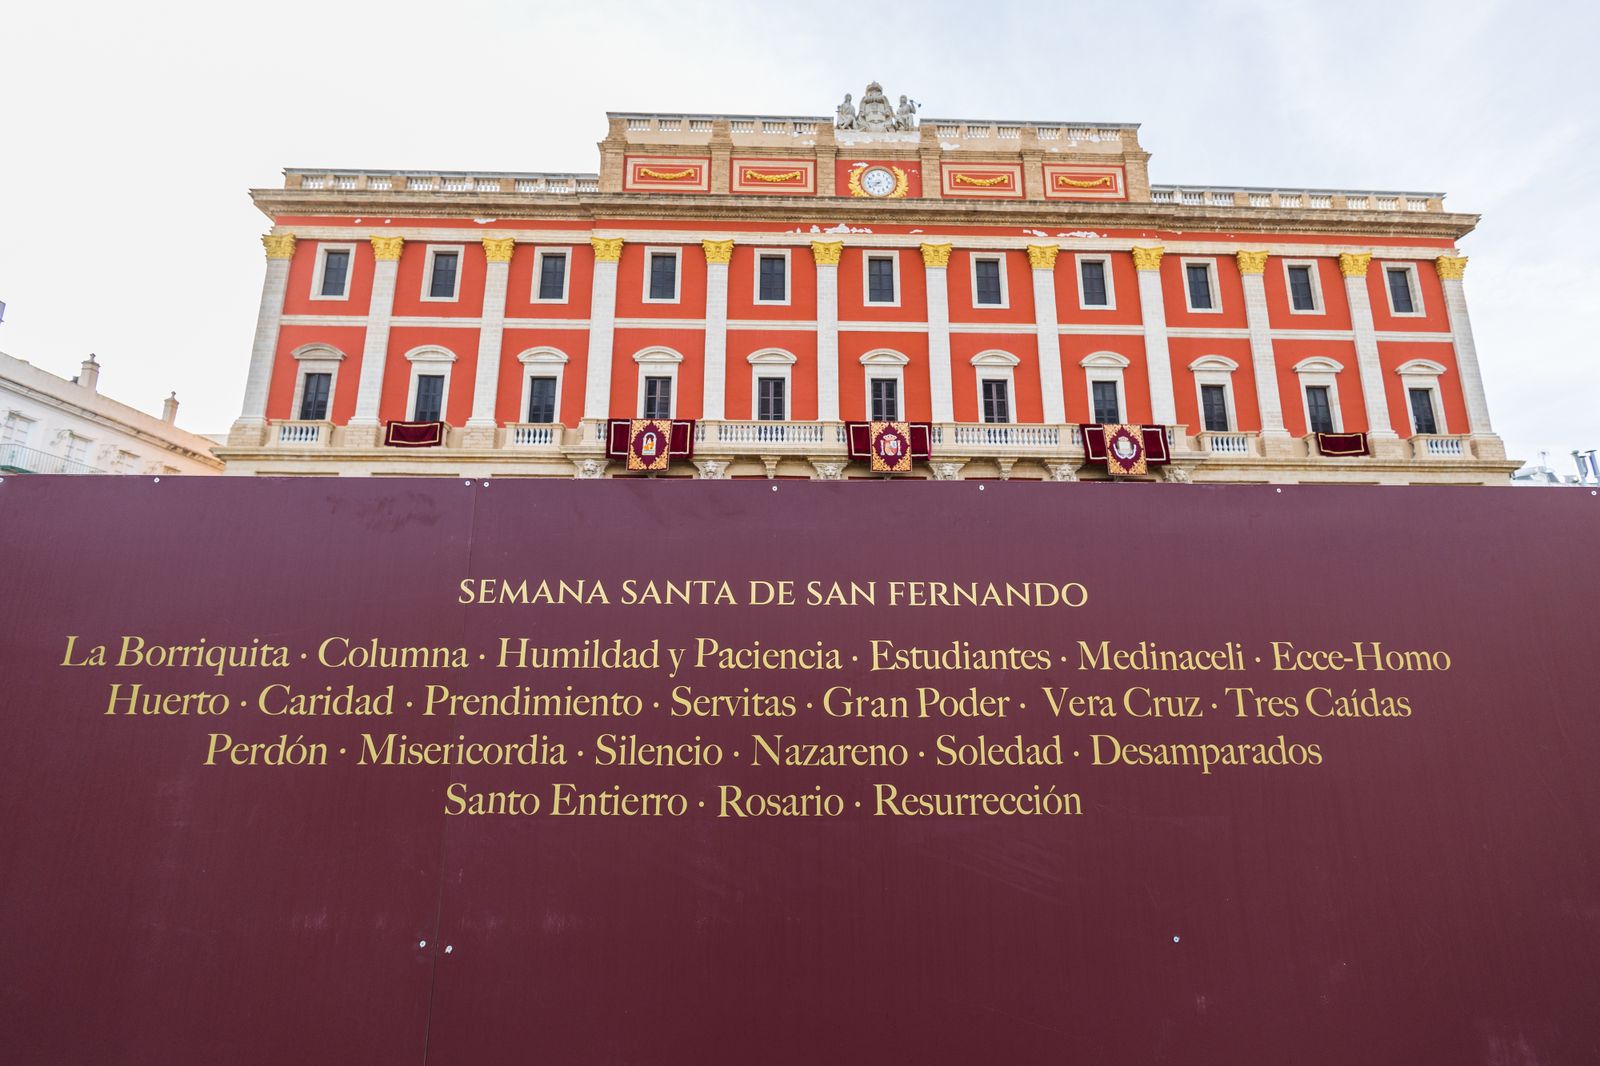 SEMANA SANTA DE SAN FERNANDO
La Borriquita · Columna · Humildad y Paciencia · Estudiantes · Medinaceli · Ecce-Homo
Huerto · Caridad · Prendimiento · Servitas · Gran Poder · Vera Cruz · Tres Caídas
Perdón · Misericordia · Silencio · Nazareno · Soledad · Desamparados
Santo Entierro · Rosario · Resurrección